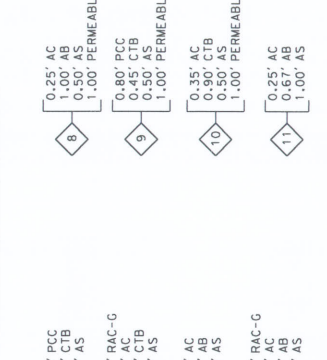 ' PCC
' CTB
' AS
' RAC-G
' AC
' CTB
' AS
' AC
' AB
' AS
' RAC-G
' AC
' AB
' AS
8
0.25' AC
1.00' AB
0.50' AS
1.00' PERMEABL
9
0.80' PCC
0.45' CTB
0.50' AS
1.00' PERMEABL
10
0.35' AC
0.90' CTB
0.50' AS
1.00' PERMEABL
11
0.25' AC
0.67' AB
1.00' AS